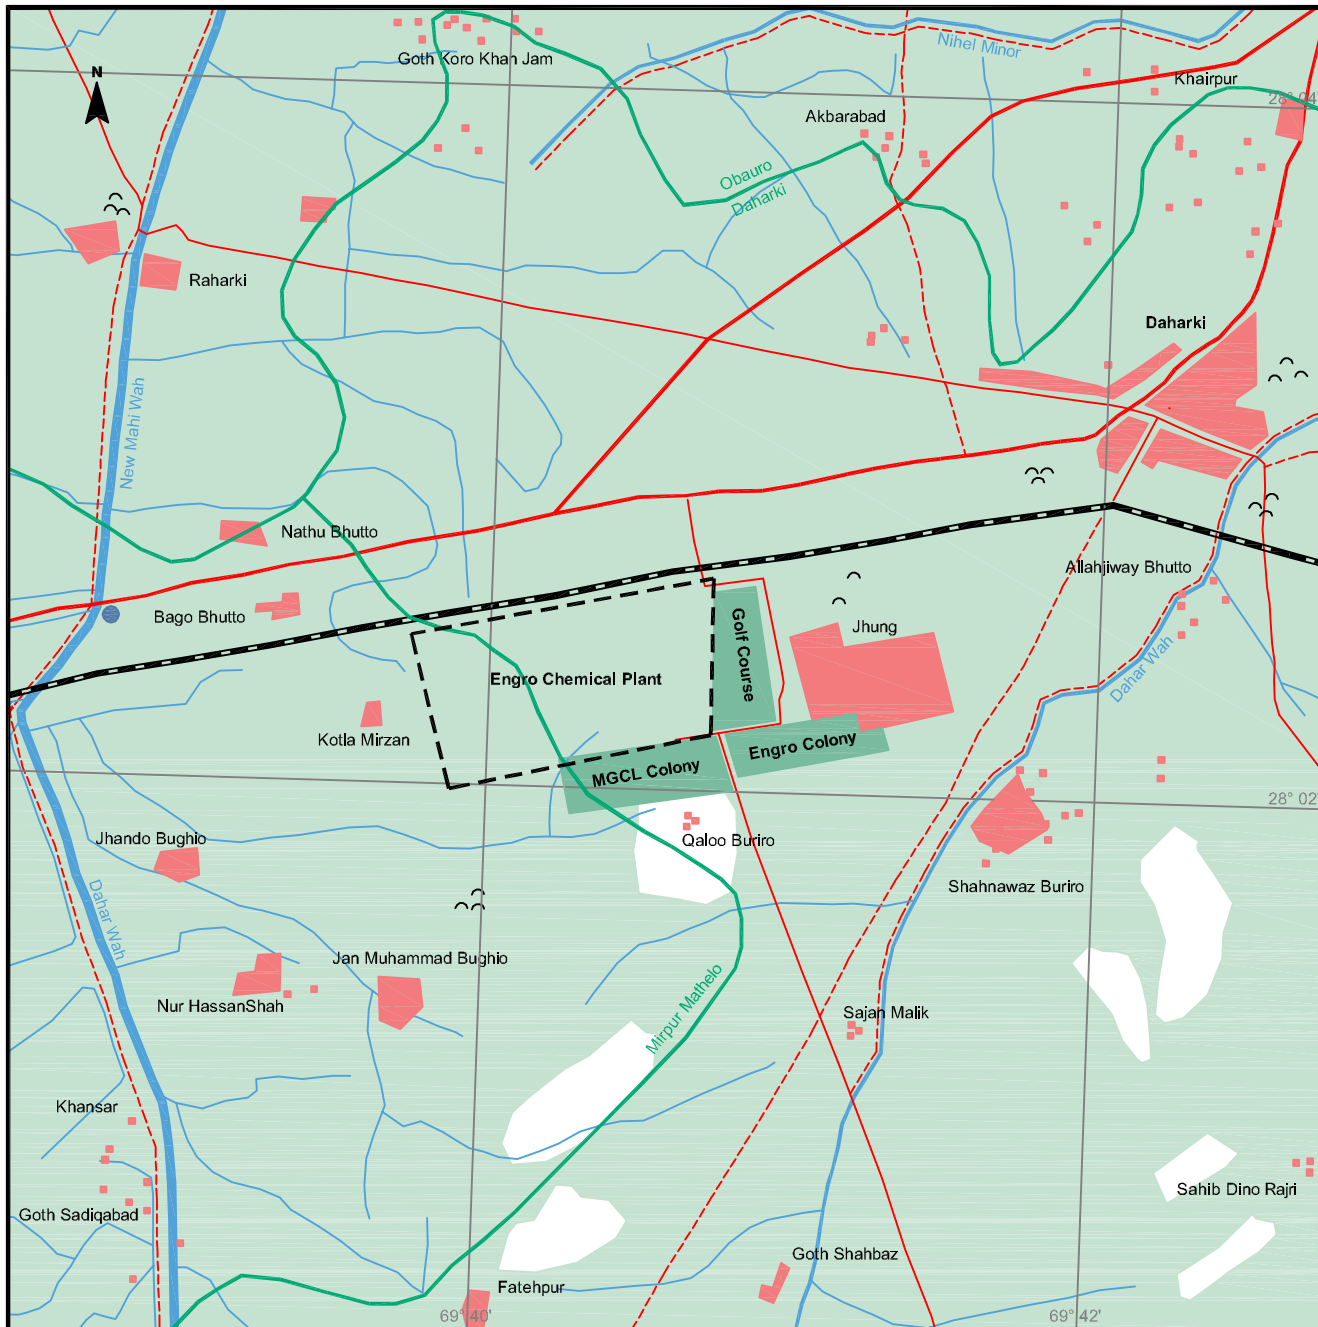 Nihel Minor
Goth Koro Khan Jam
N
Khairpur
28° 04'
Akbarabad
Obauro
Daharki
Raharki
Daharki
New Mahi Wah
Nathu Bhutto
Allahjiway Bhutto
Bago Bhutto
Golf Course
Jhung
Engro Chemical Plant
Dahar Wah
Kotla Mirzan
Engro Colony
MGCL Colony
28° 02'
Jhando Bughio
Qaloo Buriro
Shahnawaz Buriro
Dahar Wah
Jan Muhammad Bughio
Nur HassanShah
Mirpur Mathelo
Sajan Malik
Khansar
Sahib Dino Rajri
Goth Sadiqabad
Goth Shahbaz
Fatehpur
69° 40'
69° 42'